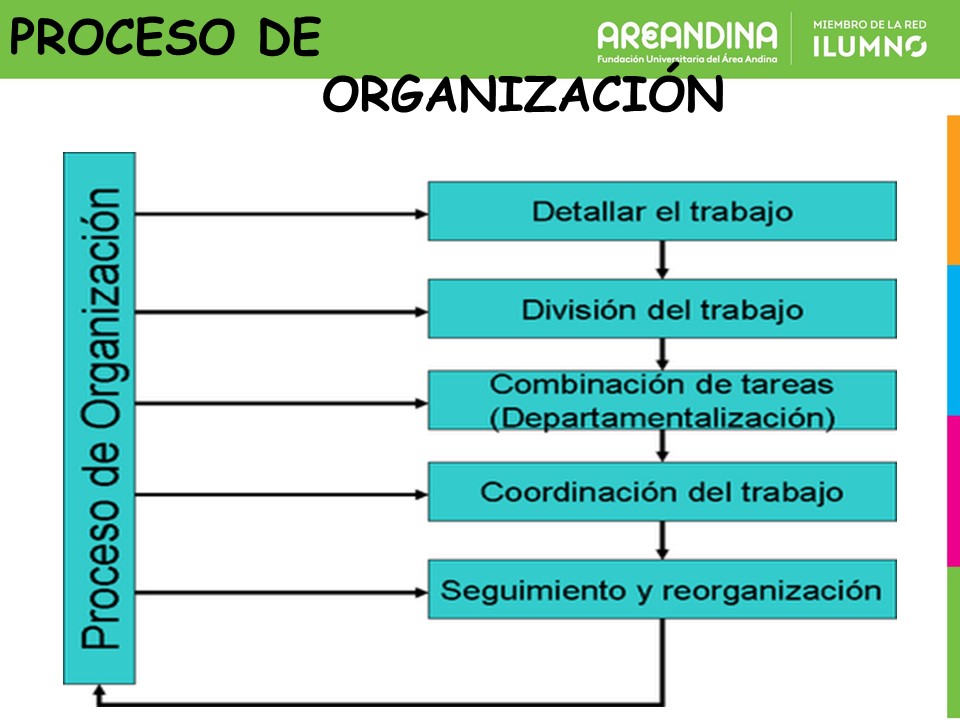 PROCESO DE
ORGANIZACIÓN
AREANDINA
Fundación Universitaria del Área Andina
MIEMBRO DE LA RED
ILUMNO
Proceso de Organización
Detallar el trabajo
División del trabajo
Combinación de tareas
(Departamentalización)
Coordinación del trabajo
Seguimiento y reorganización